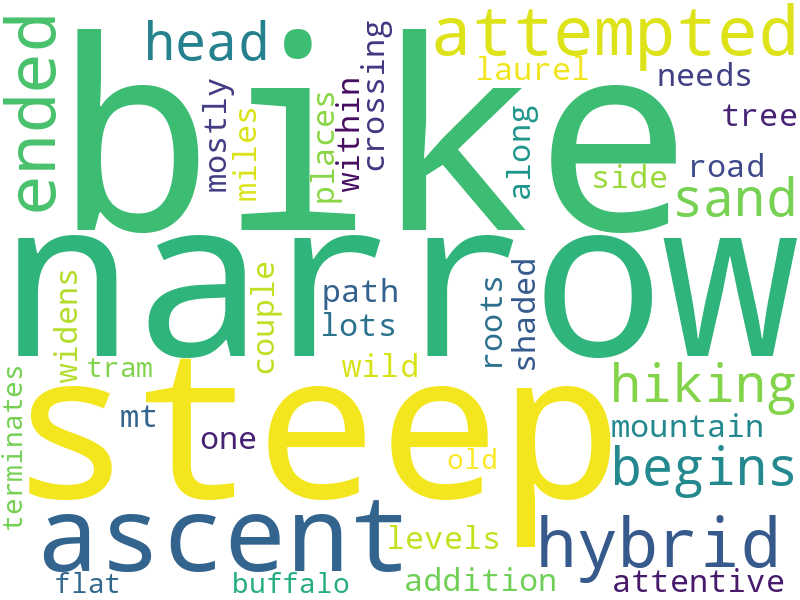 bike
narrow
steep
ascent
hybrid
attempted
ended
head
hiking
begins
sand
needs
laurel
tree
road
side
along
crossing
within
places
miles
mostly
path
lots
couple
widens
roots
shaded
wild
tram
mt
one
old
mountain
terminates
levels
flat
buffalo
addition
attentive